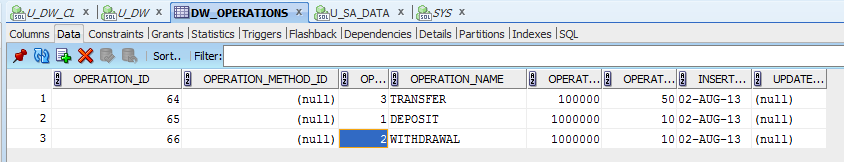 U_DW_CL x U_DW x DW_OPERATIONS x U_SA_DATA x SYS x
Columns Data Constraints Grants Statistics Triggers Flashback Dependencies Details Partitions Indexes SQL
Sort.. Filter:
OPERATION_ID OPERATION_METHOD_ID OP... OPERATION_NAME OPERAT... OPERAT... INSERT... UPDATE...
1 64 (null) 3 TRANSFER 100000 50 02-AUG-13 (null)
2 65 (null) 1 DEPOSIT 1000000 10 02-AUG-13 (null)
3 66 (null) 2 WITHDRAWAL 1000000 10 02-AUG-13 (null)